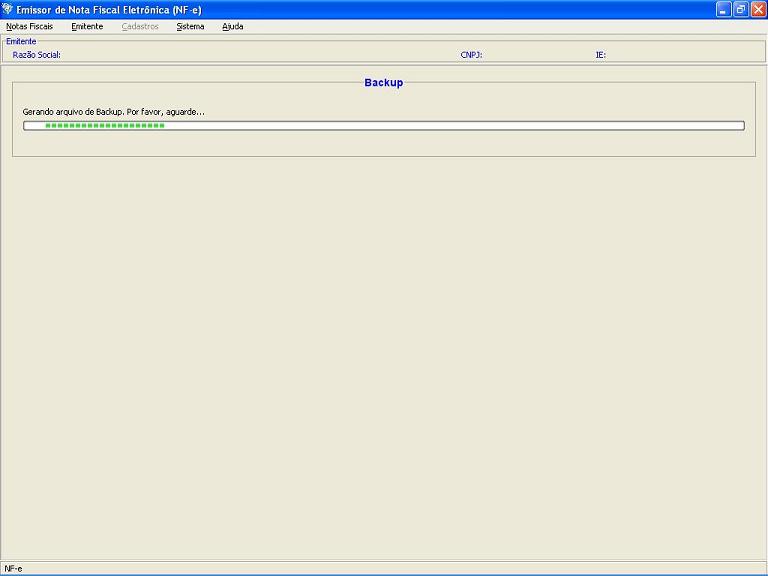 Emissor de Nota Fiscal Eletrônica (NF-e)
Notas Fiscais Emitente Cadastros Sistema Ajuda
Emitente
Razão Social: CNPJ: IE:
Backup
Gerando arquivo de Backup. Por favor, aguarde...
NF-e